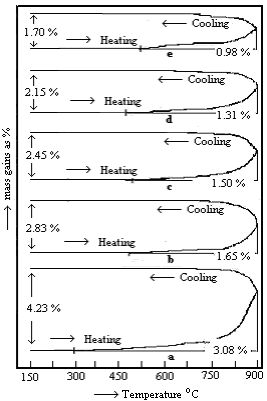 Cooling
1.70 %
Heating
e
0.98 %
Cooling
2.15 %
Heating
d
1.31 %
Cooling
2.45 %
Heating
c
1.50 %
Cooling
2.83 %
Heating
b
1.65 %
Cooling
4.23 %
Heating
a
3.08 %
mass gains as %
150 300 450 600 750 900
Temperature °C